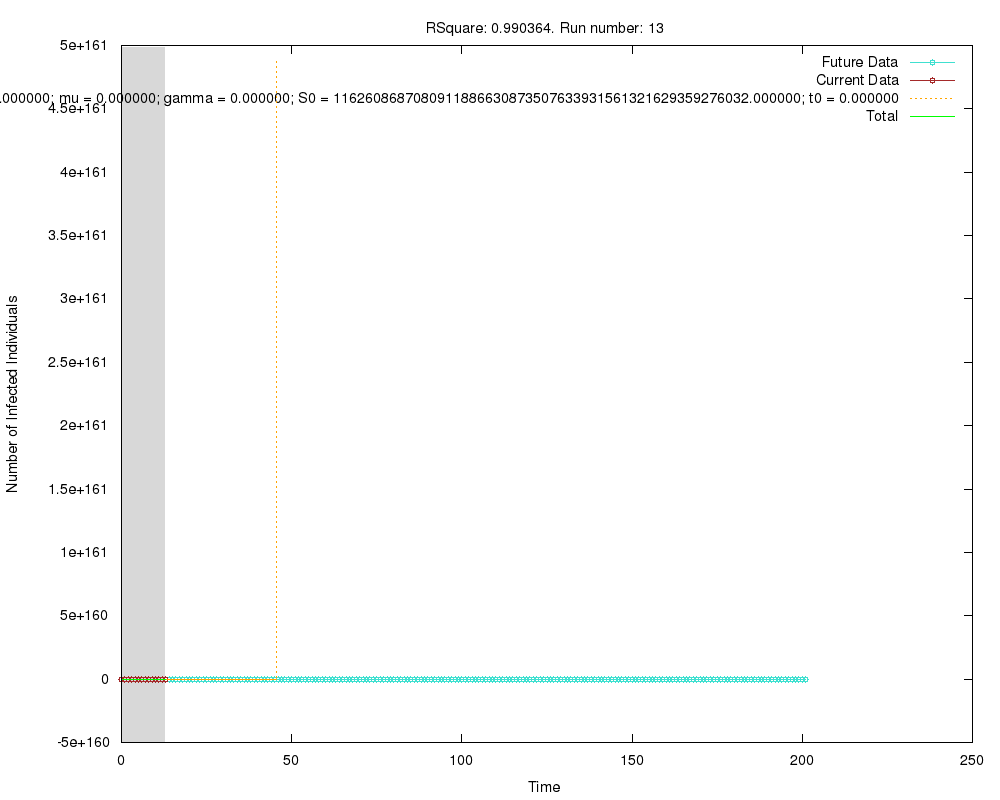 RSquare: 0.990364. Run number: 13
5e+161
Future Data
Current Data
.000000; mu = 0.000000; gamma = 0.000000; S0 = 116260868708091188663087350763393156132162935927603​2.000000; t0 = 0.000000
4.5e+161
Total
4e+161
3.5e+161
3e+161
2.5e+161
2e+161
1.5e+161
1e+161
5e+160
0
-5e+160
0
50
100
150
200
250
Number of Infected Individuals
Time